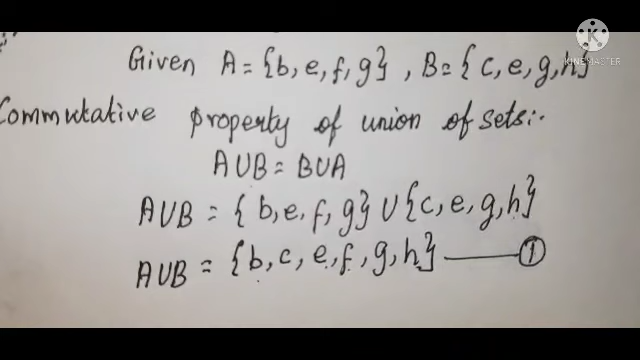 Given A = {b, e, f, g} , B = { c, e, g, h}
KINEMASTER
Commutative property of union of sets:-
A∪B = B∪A
A∪B = { b, e, f, g} ∪ {c, e, g, h}
A∪B = {b, c, e, f, g, h} —— ①